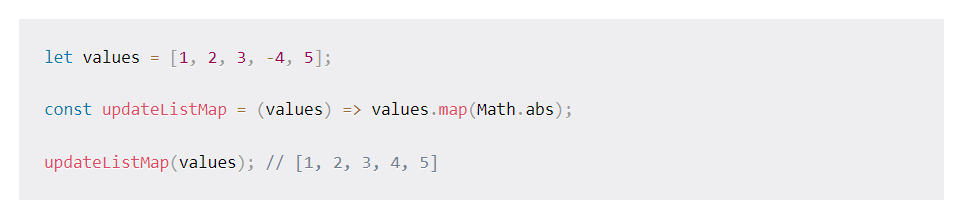 let values = [1, 2, 3, -4, 5];
const updateListMap = (values) => values.map(Math.abs);
updateListMap(values); // [1, 2, 3, 4, 5]